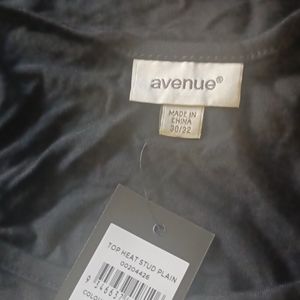 avenue®
MADE IN
CHINA
30/32
TOP HEAT STUD PLAIN
00204426